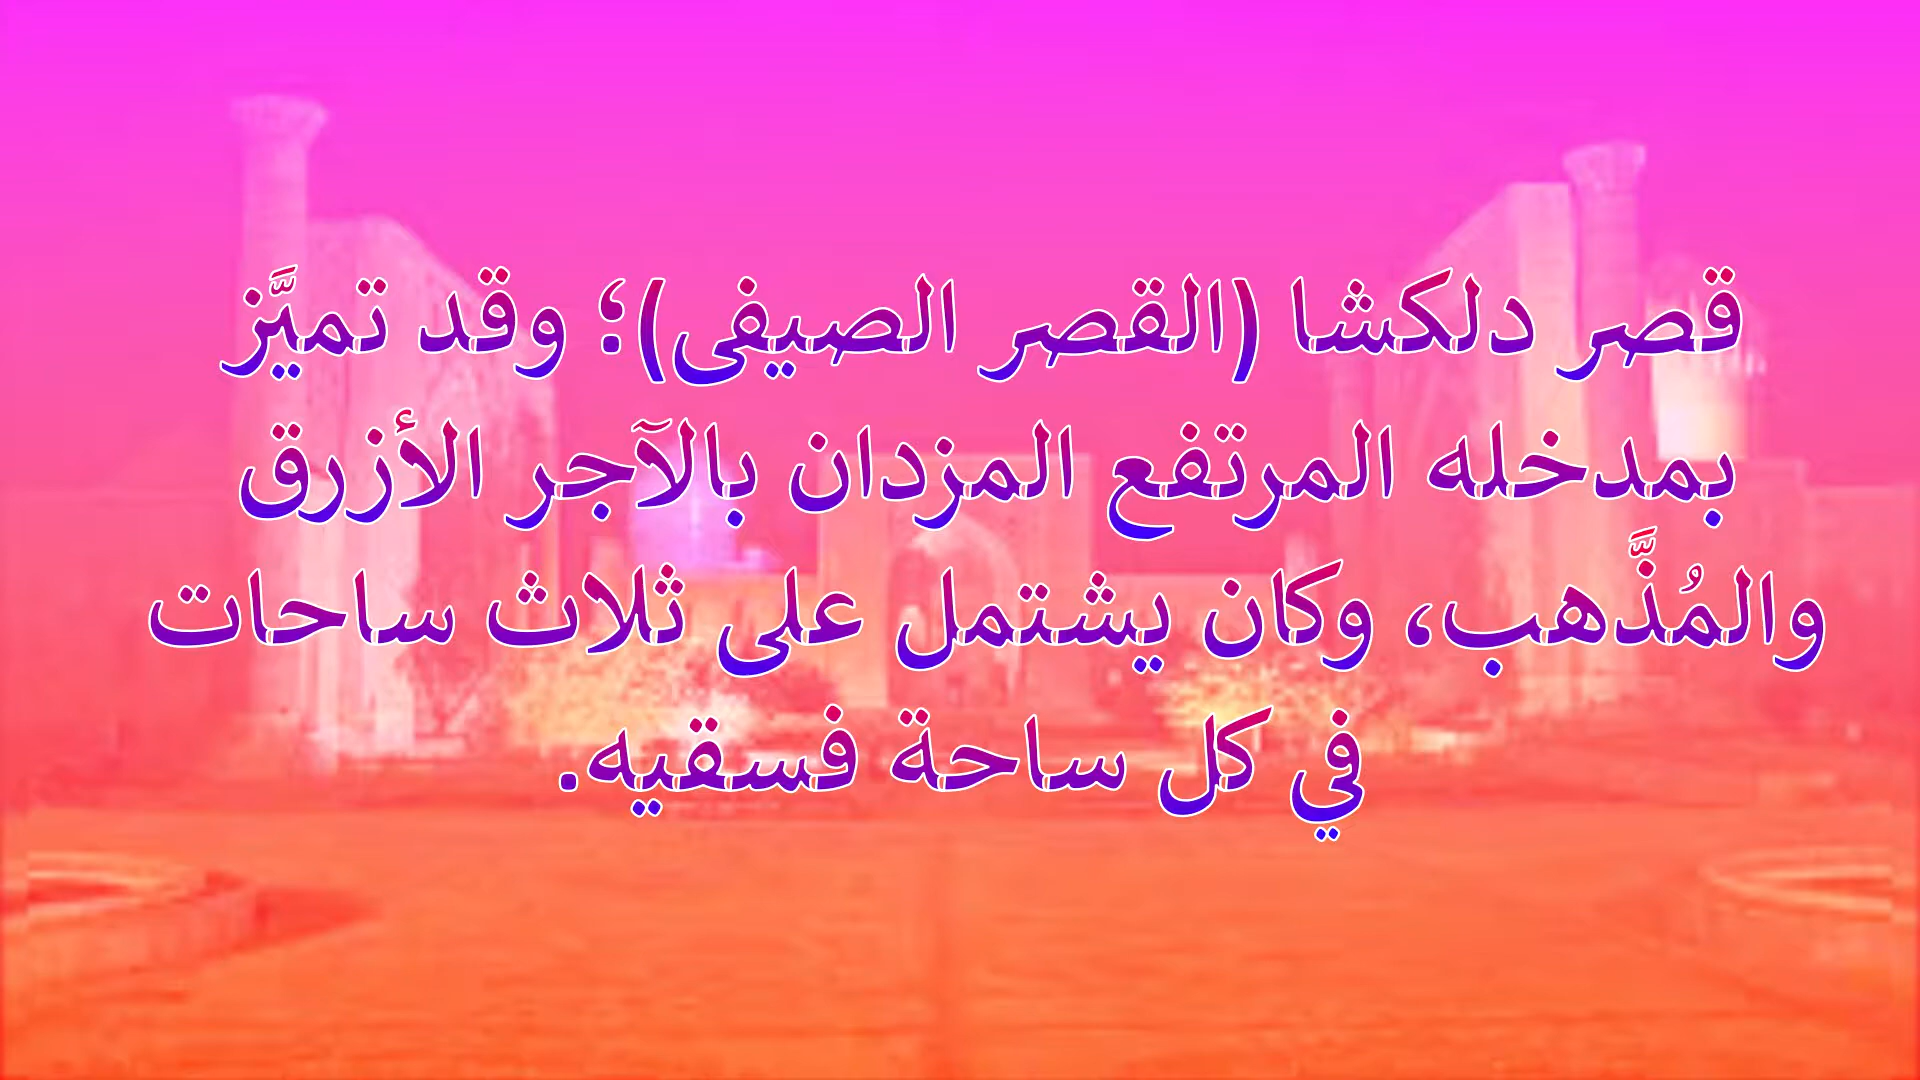 قصر دلكشا (القصر الصيفى)؛ وقد تميَّز
بمدخله المرتفع المزدان بالآجر الأزرق
والمُذَّهب، وكان يشتمل على ثلاث ساحات
في كل ساحة فسقيه.